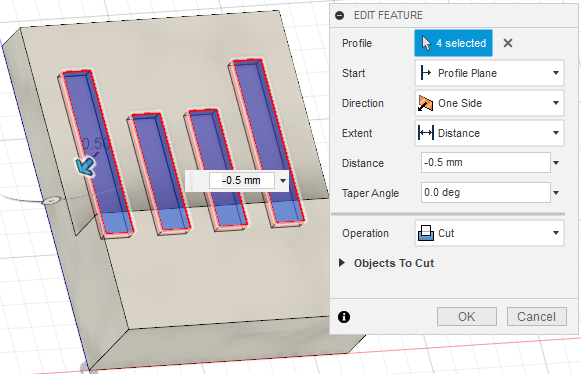 EDIT FEATURE
Profile 4 selected
Start Profile Plane
Direction One Side
Extent Distance
Distance -0.5 mm
Taper Angle 0.0 deg
Operation Cut
Objects To Cut
OK Cancel
0.50
-0.5 mm